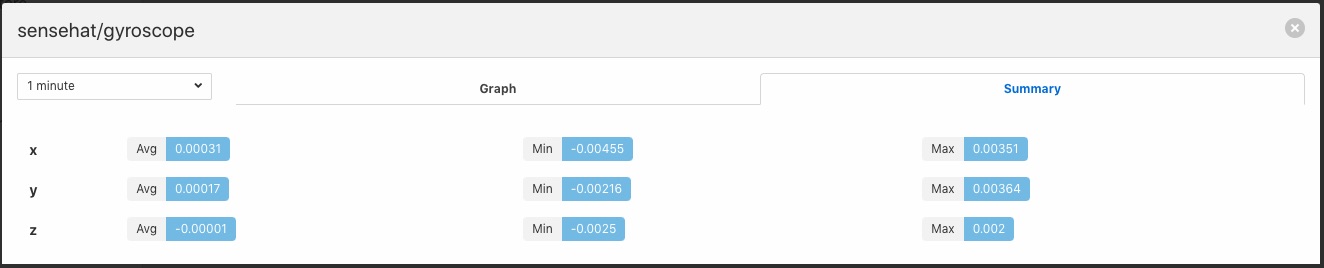 sensehat/gyroscope
1 minute Graph Summary
x Avg 0.00031 Min -0.00455 Max 0.00351
y Avg 0.00017 Min -0.00216 Max 0.00364
z Avg -0.00001 Min -0.0025 Max 0.002